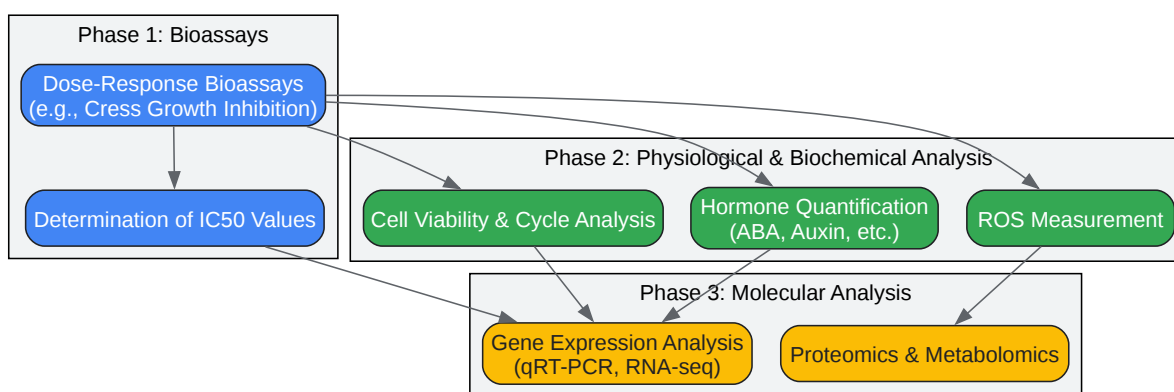 Phase 1: Bioassays
Dose-Response Bioassays
(e.g., Cress Growth Inhibition)
Determination of IC50 Values
Phase 2: Physiological & Biochemical Analysis
Cell Viability & Cycle Analysis
Hormone Quantification
(ABA, Auxin, etc.)
ROS Measurement
Phase 3: Molecular Analysis
Gene Expression Analysis
(qRT-PCR, RNA-seq)
Proteomics & Metabolomics